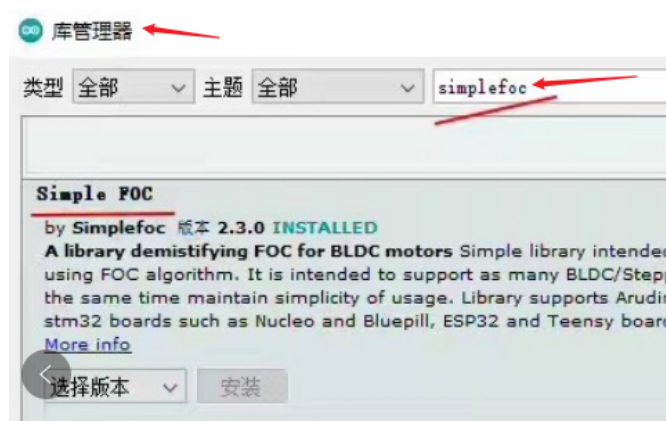 库管理器
类型 全部 主题 全部 simplefoc
Simple FOC
by Simplefoc 版本 2.3.0 INSTALLED
A library demistifying FOC for BLDC motors Simple library intended
using FOC algorithm. It is intended to support as many BLDC/Step
the same time maintain simplicity of usage. Library supports Arudi
stm32 boards such as Nucleo and Bluepill, ESP32 and Teensy board
More info
选择版本 安装